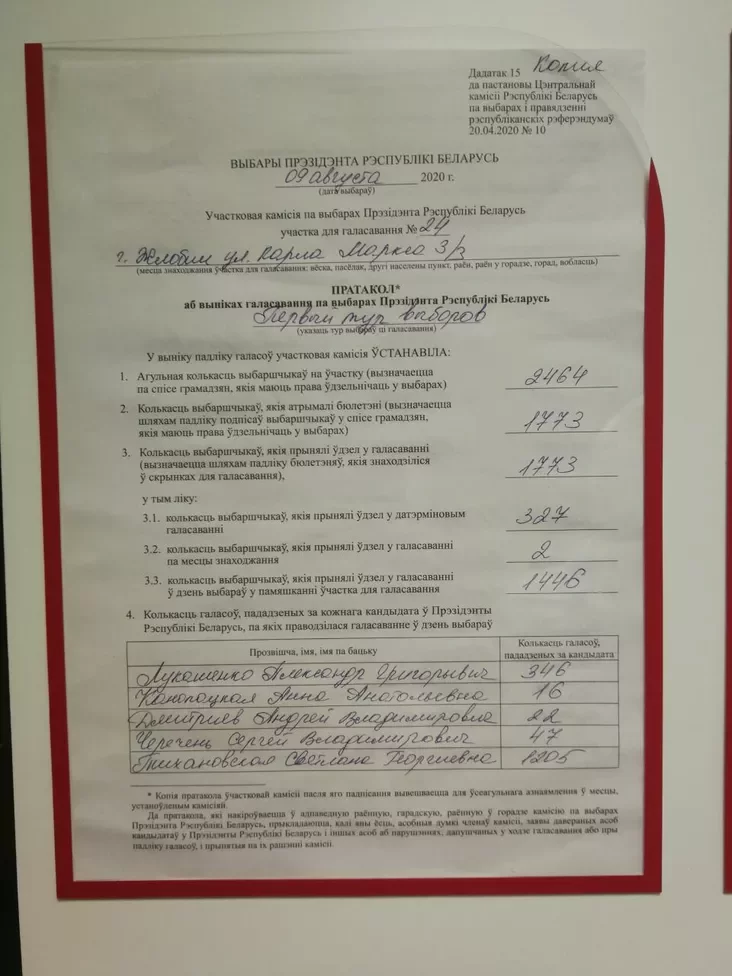 Дадатак 15 Копия
да пастановы Цэнтральнай
камісіі Рэспублікі Беларусь
па выбарах і правядзенні
рэспубліканскіх рэферэндумаў
20.04.2020 № 10
ВЫБАРЫ ПРЭЗІДЭНТА РЭСПУБЛІКІ БЕЛАРУСЬ
09 августа 2020 г.
(дата выбараў)
Участковая камісія па выбарах Прэзідэнта Рэспублікі Беларусь
участка для галасавання № 24
г. Жлобин ул. Карла Маркса 3/з
(месца знаходжання ўчастка для галасавання: вёска, пасёлак, другі населены пункт, раён, раён у горадзе, горад, вобласць)
ПРАТАКОЛ*
аб выніках галасавання па выбарах Прэзідэнта Рэспублікі Беларусь
Первый тур выборов
(указаць тур выбараў ці галасавання)
У выніку падліку галасоў участковая камісія ЎСТАНАВІЛА:
1. Агульная колькасць выбаршчыкаў на ўчастку (вызначаецца
па спісе грамадзян, якія маюць права ўдзельнічаць у выбарах) 2464
2. Колькасць выбаршчыкаў, якія атрымалі бюлетэні (вызначаецца
шляхам падліку подпісаў выбаршчыкаў у спісе грамадзян,
якія маюць права ўдзельнічаць у выбарах) 1773
3. Колькасць выбаршчыкаў, якія прынялі ўдзел у галасаванні
(вызначаецца шляхам падліку бюлетэняў, якія знаходзіліся
ў скрынках для галасавання), 1773
у тым ліку:
3.1. колькасць выбаршчыкаў, якія прынялі ўдзел у датэрміновым
галасаванні 327
3.2. колькасць выбаршчыкаў, якія прынялі ўдзел у галасаванні
па месцы знаходжання 2
3.3. колькасць выбаршчыкаў, якія прынялі ўдзел у галасаванні
ў дзень выбараў у памяшканні ўчастка для галасавання 1446
4. Колькасць галасоў, пададзеных за кожнага кандыдата ў Прэзідэнты
Рэспублікі Беларусь, па якіх праводзілася галасаванне ў дзень выбараў
Прозвішча, імя, імя па бацьку Колькасць галасоў,
пададзеных за кандыдата
Лукашенко Александр Григорьевич 346
Канопацкая Анна Анатольевна 16
Дмитриев Андрей Владимирович 22
Черечень Сергей Владимирович 47
Тихановская Светлана Георгиевна 1205
* Копія пратакола ўчастковай камісіі пасля яго падпісання вывешваецца для ўсеагульнага азнаямлення ў месцы,
устаноўленым камісіяй.
Да пратакола, які накіроўваецца ў адпаведную раённую, гарадскую, раённую ў горадзе камісію па выбарах
Прэзідэнта Рэспублікі Беларусь, прыкладаюцца, калі яны ёсць, асобныя думкі членаў камісіі, заявы давераных асоб
кандыдатаў у Прэзідэнты Рэспублікі Беларусь і іншых асоб аб парушэннях, дапушчаных у ходзе галасавання або пры
падліку галасоў, і прынятыя па іх рашэнні камісіі.